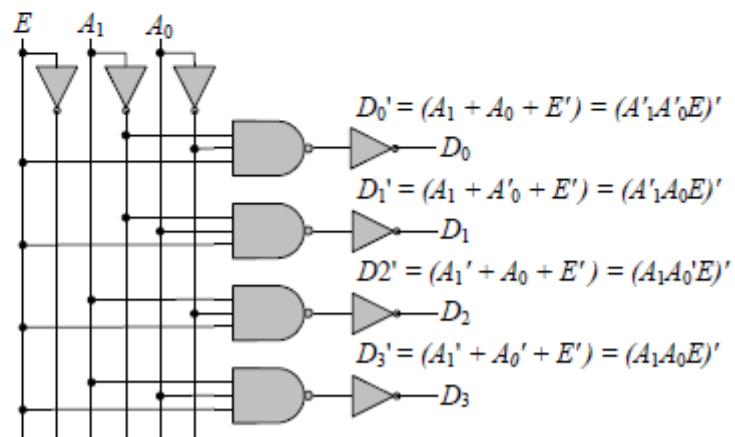 E A₁ A₀
D₀' = (A₁ + A₀ + E') = (A'₁A'₀E)'
D₀
D₁' = (A₁ + A'₀ + E') = (A'₁A₀E)'
D₁
D2' = (A₁' + A₀ + E') = (A₁A₀'E)'
D₂
D₃' = (A₁' + A₀' + E') = (A₁A₀E)'
D₃